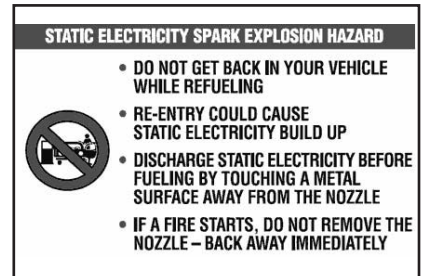 STATIC ELECTRICITY SPARK EXPLOSION HAZARD
• DO NOT GET BACK IN YOUR VEHICLE
WHILE REFUELING
• RE-ENTRY COULD CAUSE
STATIC ELECTRICITY BUILD UP
• DISCHARGE STATIC ELECTRICITY BEFORE
FUELING BY TOUCHING A METAL
SURFACE AWAY FROM THE NOZZLE
• IF A FIRE STARTS, DO NOT REMOVE THE
NOZZLE – BACK AWAY IMMEDIATELY